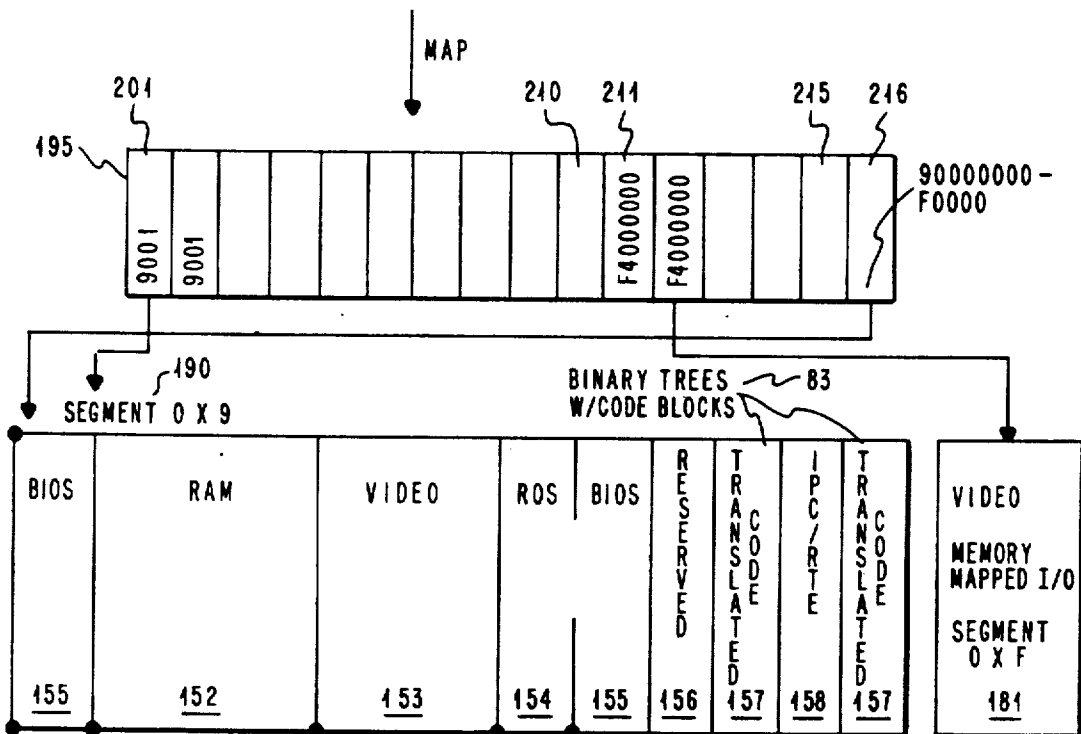 MAP
201
210
211
215
216
195
90000000-
F0000
9001
9001
F4000000
F4000000
190
SEGMENT 0 X 9
BINARY TREES
W/CODE BLOCKS
83
BIOS
RAM
VIDEO
ROS
BIOS
RESERVED
TRANSLATED
CODE
IPC/RTE
TRANSLATED
CODE
155
152
153
154
155
156
157
158
157
VIDEO
MEMORY
MAPPED I/O
SEGMENT
0 X F
181